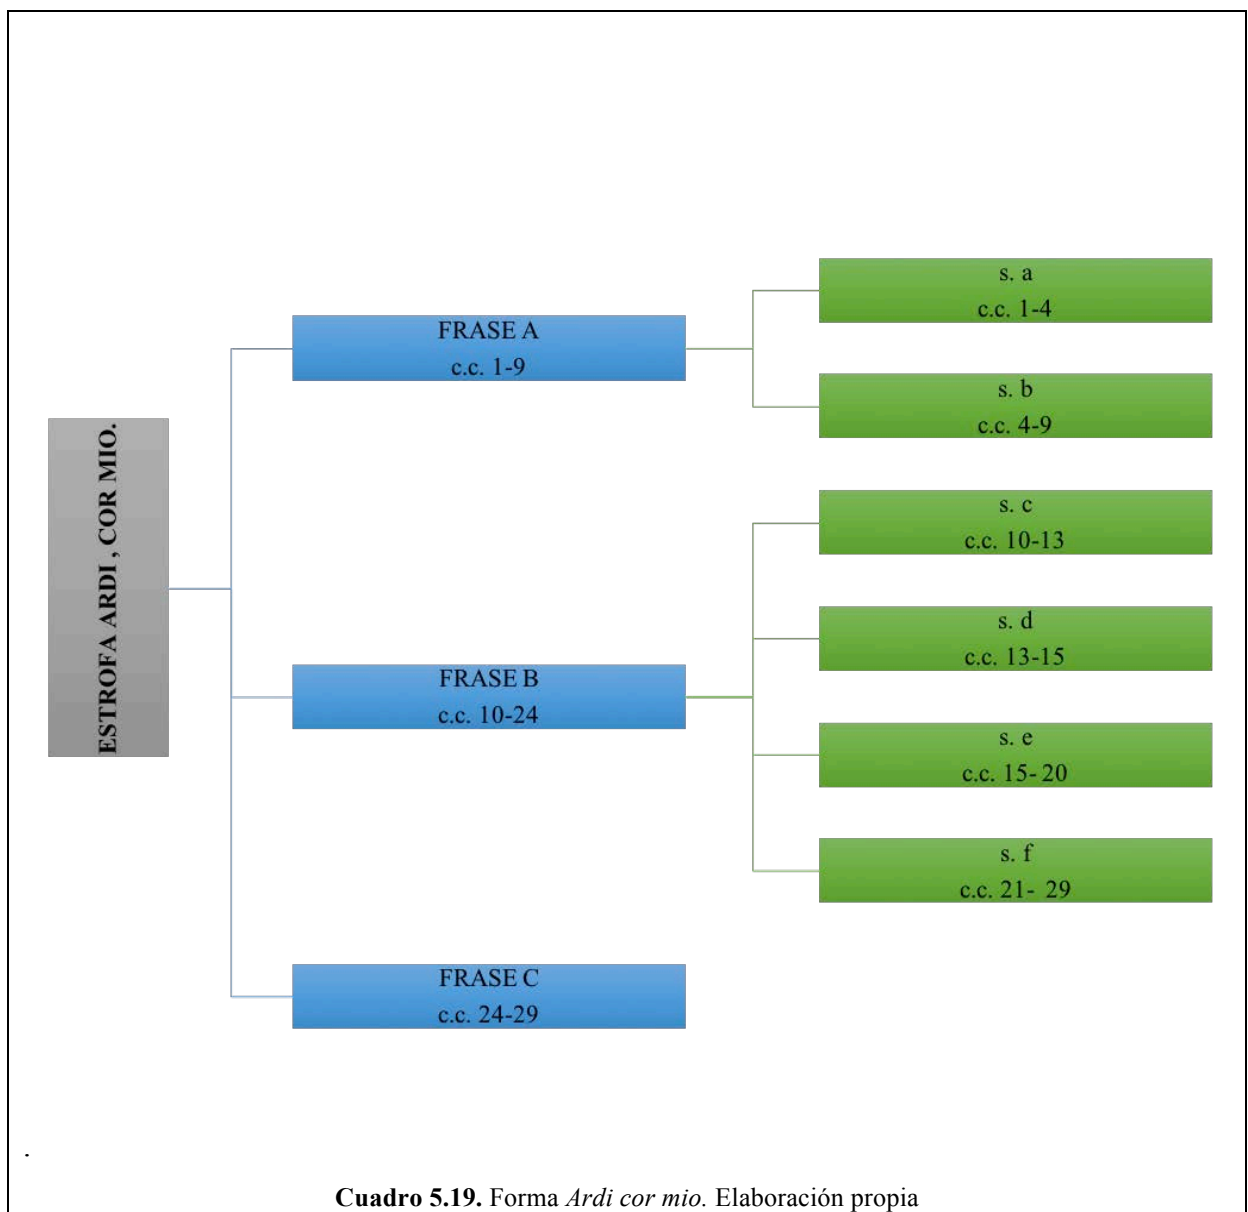 ESTROFA ARDI , COR MIO.
FRASE A
c.c. 1-9
s. a
c.c. 1-4
s. b
c.c. 4-9
FRASE B
c.c. 10-24
s. c
c.c. 10-13
s. d
c.c. 13-15
s. e
c.c. 15- 20
s. f
c.c. 21- 29
FRASE C
c.c. 24-29
.
Cuadro 5.19. Forma Ardi cor mio. Elaboración propia